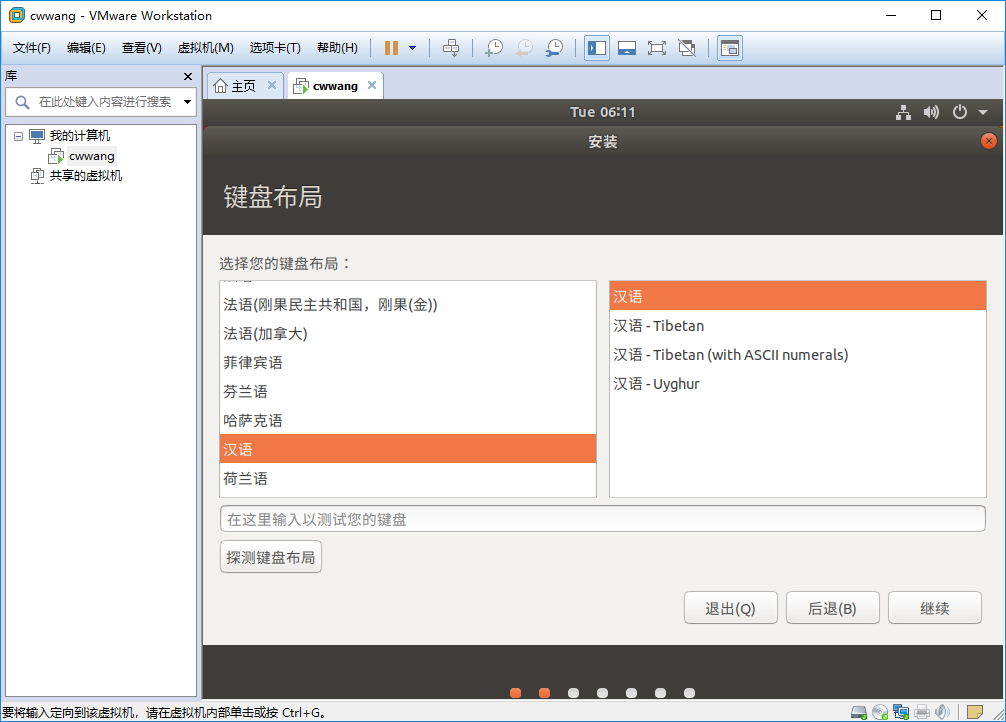 cwwang - VMware Workstation
文件(F) 编辑(E) 查看(V) 虚拟机(M) 选项卡(T) 帮助(H)
库
在此处键入内容进行搜索
我的计算机
cwwang
共享的虚拟机
主页 cwwang
Tue 06:11
安装
键盘布局
选择您的键盘布局：
法语(刚果民主共和国，刚果(金))
法语(加拿大)
菲律宾语
芬兰语
哈萨克语
汉语
荷兰语
汉语
汉语 - Tibetan
汉语 - Tibetan (with ASCII numerals)
汉语 - Uyghur
在这里输入以测试您的键盘
探测键盘布局
退出(Q) 后退(B) 继续
要将输入定向到该虚拟机，请在虚拟机内部单击或按 Ctrl+G。